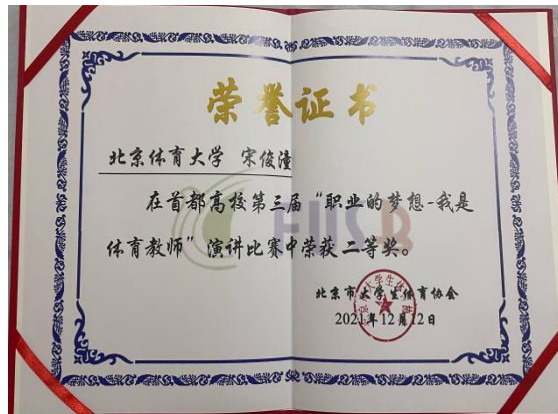 荣誉证书
北京体育大学 宋俊潼
在首都高校第三届“职业的梦想-我是
体育教师”演讲比赛中荣获二等奖。
北京市大学生体育协会
2021年12月12日